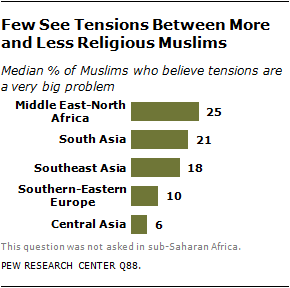 Few See Tensions Between More
and Less Religious Muslims
Median % of Muslims who believe tensions are
a very big problem
Middle East-North
Africa
25
South Asia
21
Southeast Asia
18
Southern-Eastern
Europe
10
Central Asia
6
This question was not asked in sub-Saharan Africa.
PEW RESEARCH CENTER Q88.